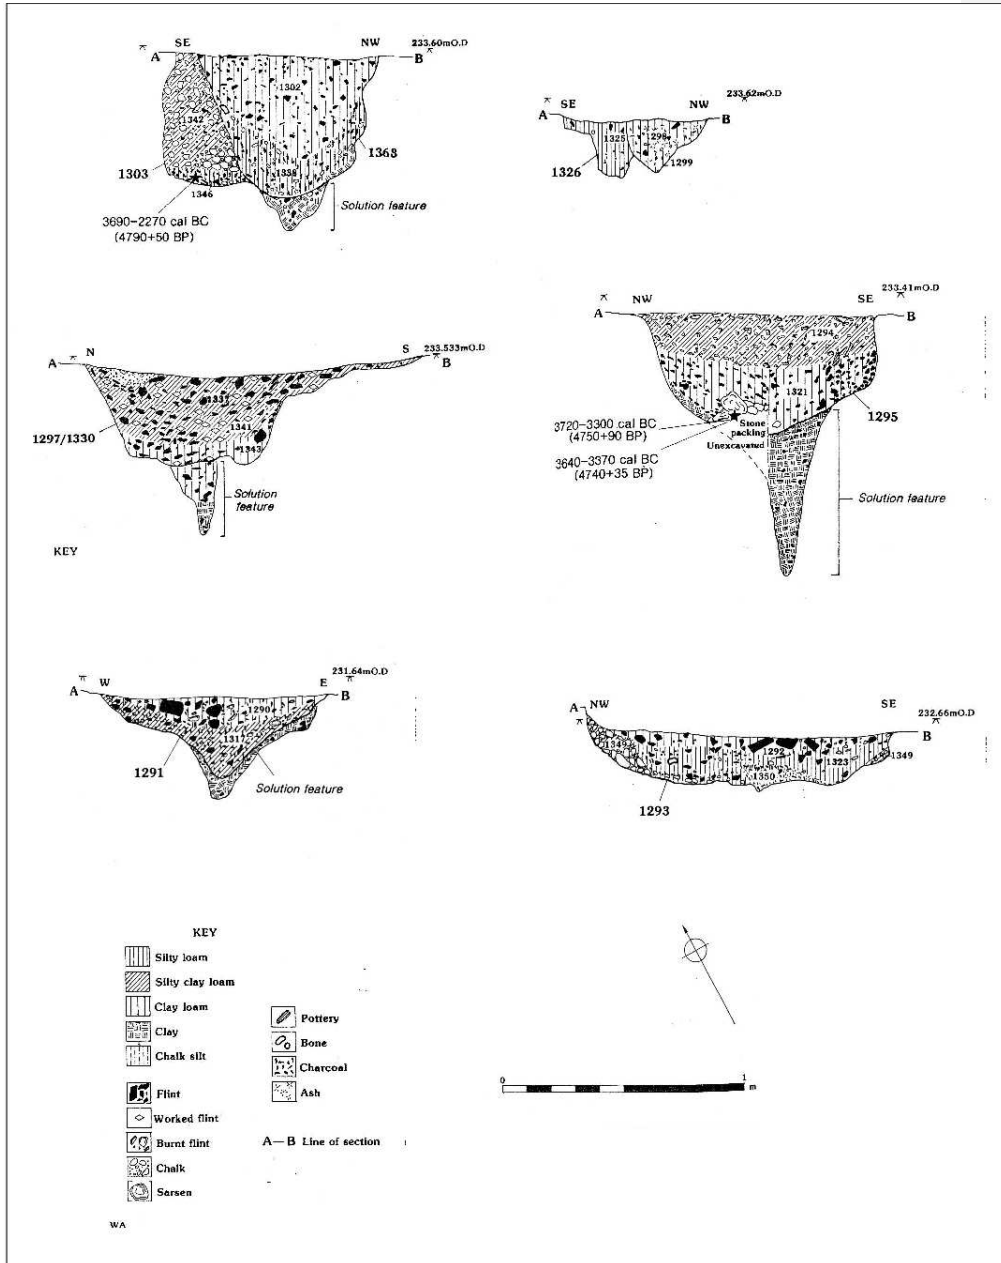 SE NW 233.60mO.D
A B
1302
1342
1303
1338
1368
1346
Solution feature
3690-2270 cal BC
(4790+50 BP)
SE NW 233.62mO.D
A B
1325 1298
1326 1299
N S 233.533mO.D
A B
1337
1297/1330 1341
1343
Solution
feature
KEY
NW SE 233.41mO.D
A B
1294
1321
1295
3720-3300 cal BC
(4750+90 BP)
Stone
packing
Unexcavated
3640-3370 cal BC
(4740+35 BP)
Solution feature
W E 231.64mO.D
A B
1290
1317
1291
Solution feature
A NW SE 232.66mO.D
B
1349 1292 1323 1349
1350
1293
KEY
Silty loam
Silty clay loam
Clay loam
Clay
Chalk silt
Flint
Worked flint
Burnt flint
Chalk
Sarsen
Pottery
Bone
Charcoal
Ash
A—B Line of section
0 1
m
WA